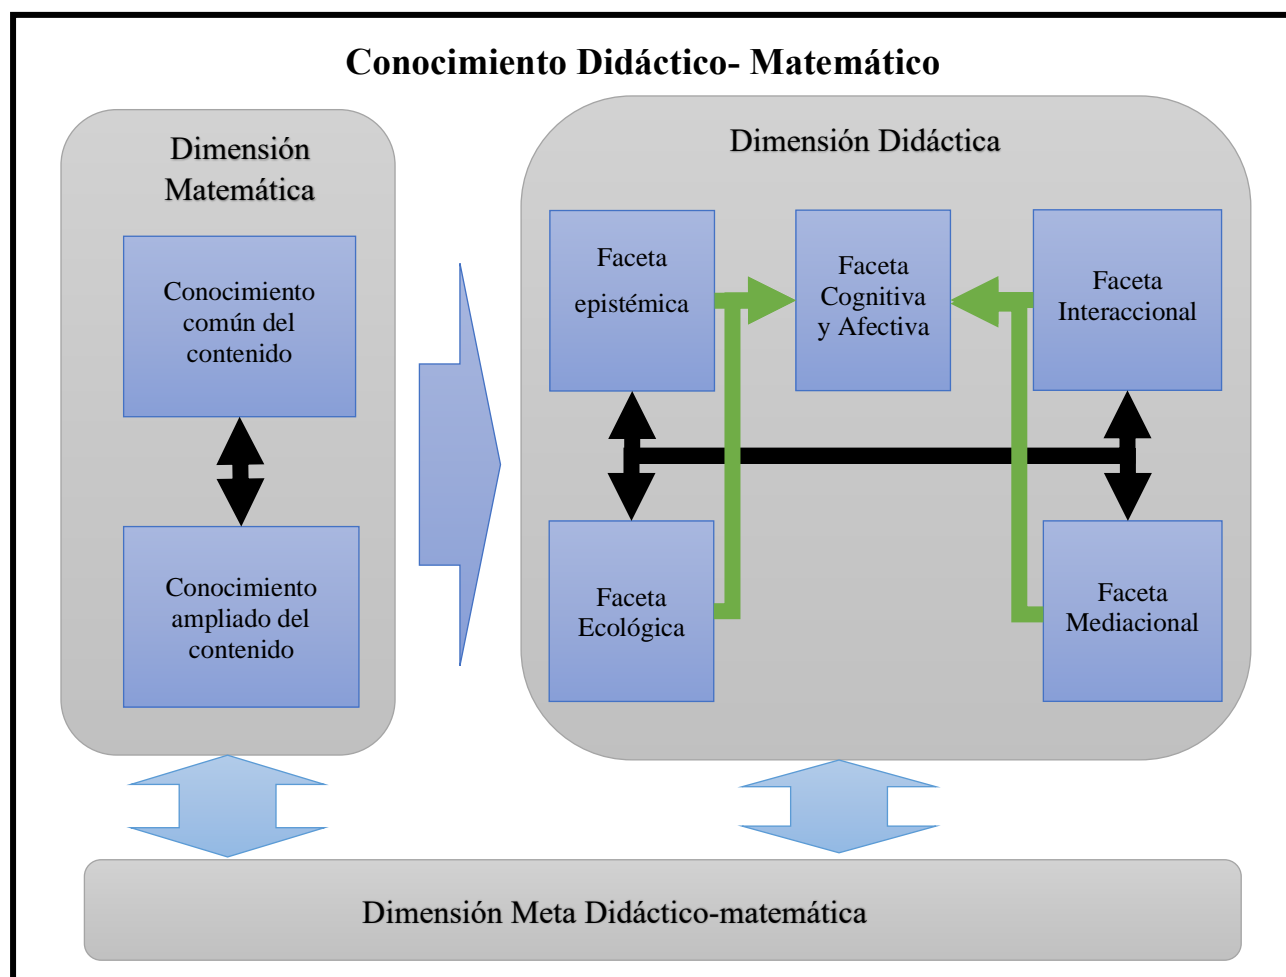 Conocimiento Didáctico- Matemático
Dimensión
Matemática
Conocimiento
común del
contenido
Conocimiento
ampliado del
contenido
Dimensión Didáctica
Faceta
epistémica
Faceta
Cognitiva
y Afectiva
Faceta
Interaccional
Faceta
Ecológica
Faceta
Mediacional
Dimensión Meta Didáctico-matemática